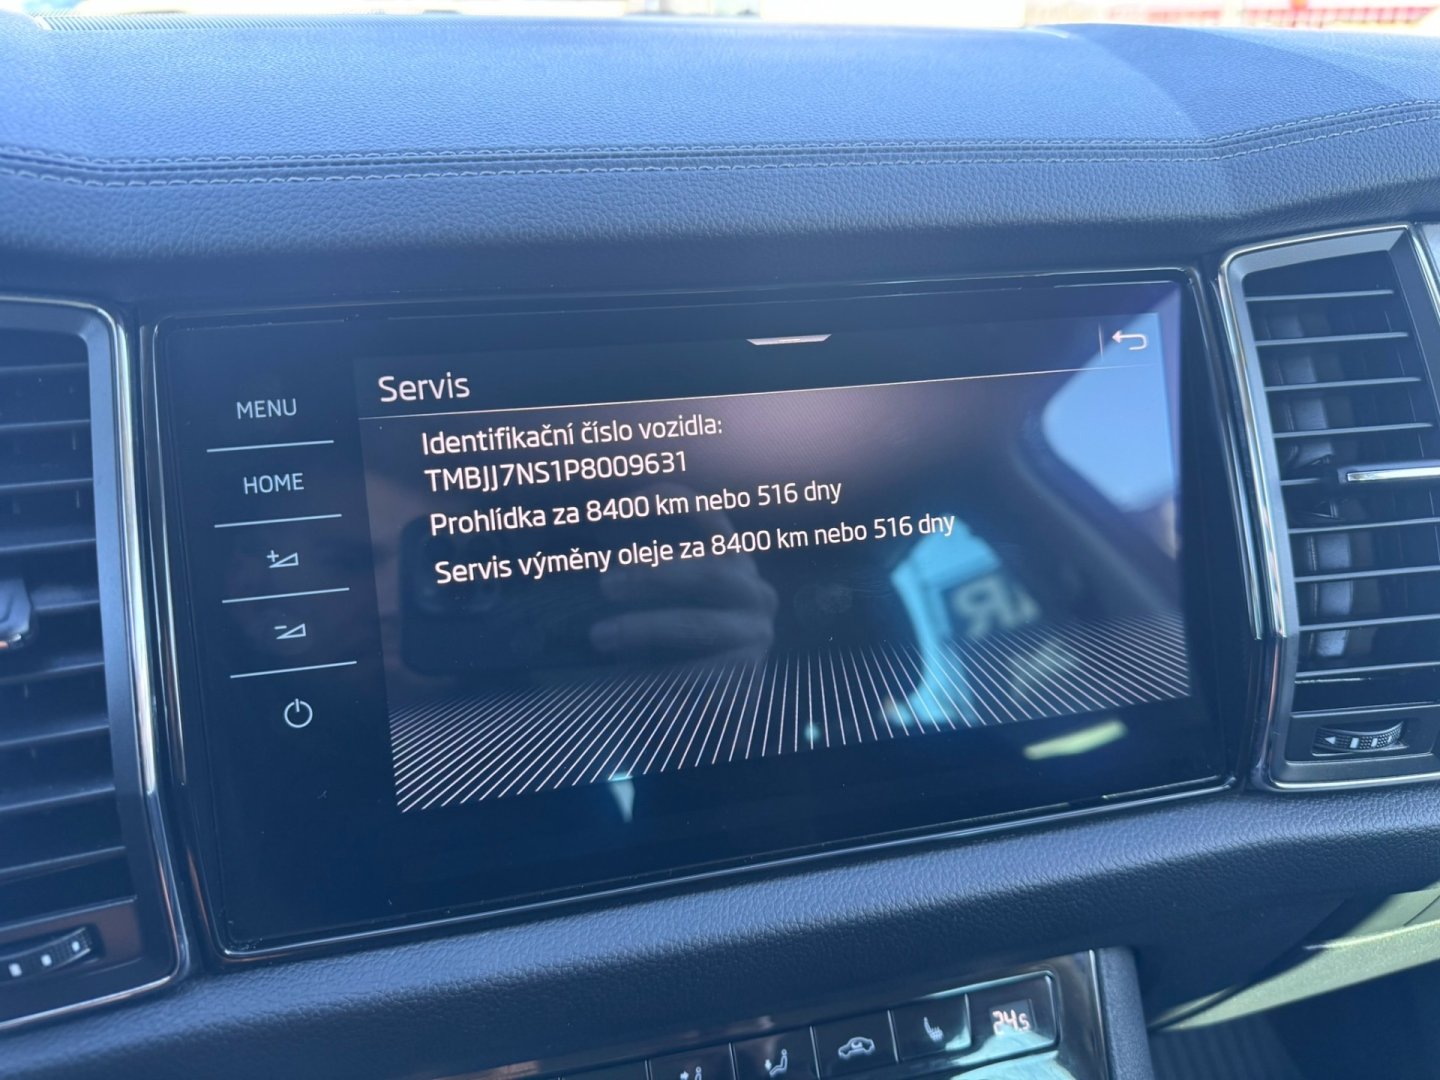 Servis
MENU
Identifikační číslo vozidla:
TMBJJ7NS1P8009631
HOME
Prohlídka za 8400 km nebo 516 dny
Servis výměny oleje za 8400 km nebo 516 dny
24s